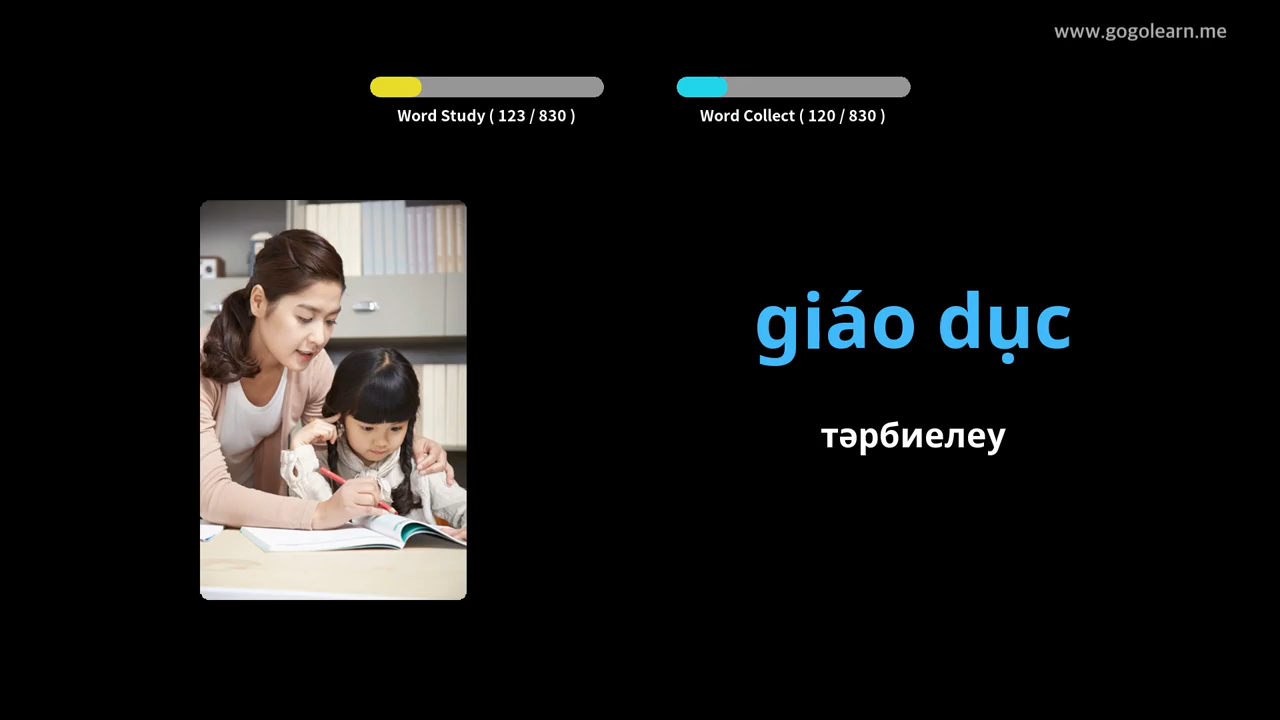 www.gogolearn.me
Word Study ( 123 / 830 )
Word Collect ( 120 / 830 )
giáo dục
тәрбиелеу